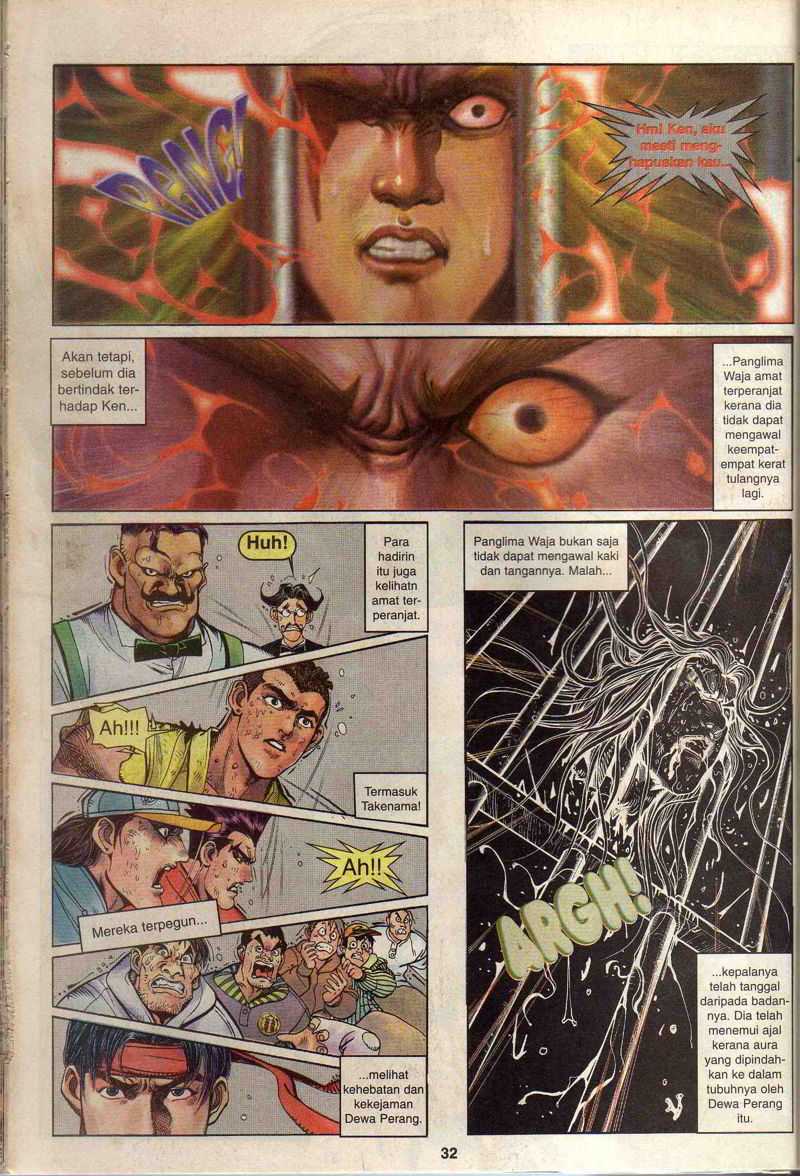 PANG!
Hm! Ken, aku
mesti meng-
hapuskan kau...
Akan tetapi,
sebelum dia
bertindak ter-
hadap Ken...
...Panglima
Waja amat
terperanjat
kerana dia
tidak dapat
mengawal
keempat-
empat kerat
tulangnya
lagi.
Huh!
Para
hadirin
itu juga
kelihatn
amat ter-
peranjat.
Ah!!!
Termasuk
Takenama!
Ah!!
Mereka terpegun...
...melihat
kehebatan dan
kekejaman
Dewa Perang.
Panglima Waja bukan saja
tidak dapat mengawal kaki
dan tangannya. Malah...
ARGH!
...kepalanya
telah tanggal
daripada badan-
nya. Dia telah
menemui ajal
kerana aura
yang dipindah-
kan ke dalam
tubuhnya oleh
Dewa Perang
itu.
32